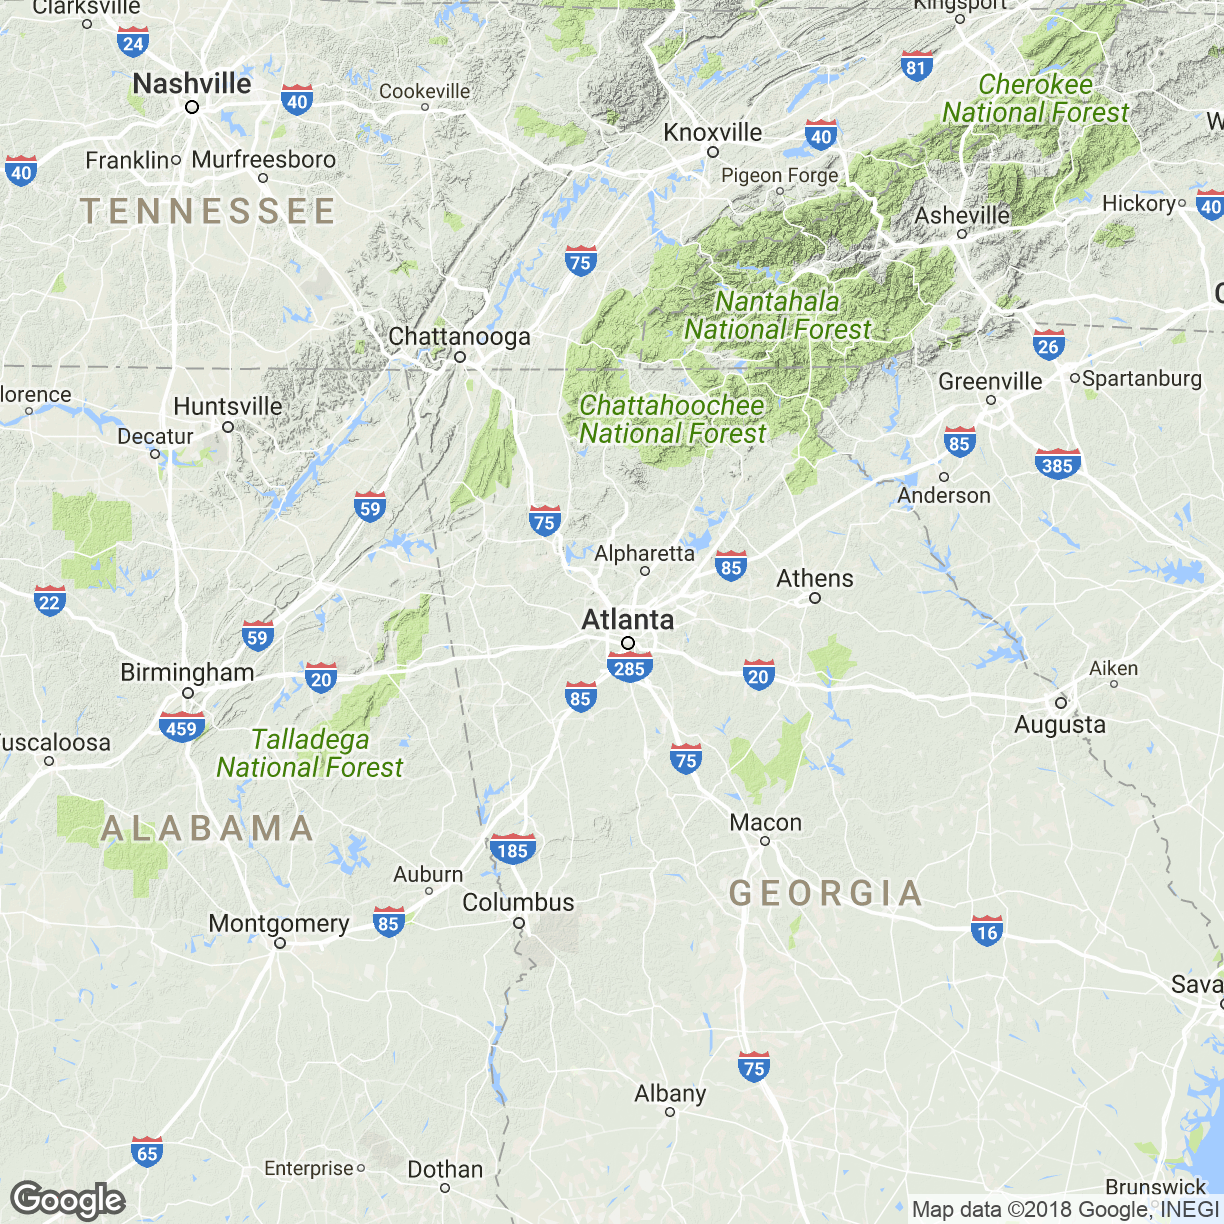 Clarksville
Kingsport
24
81
Nashville
40
Cookeville
Cherokee
National Forest
Knoxville
40
W
Franklin
Murfreesboro
40
Pigeon Forge
TENNESSEE
Asheville
Hickory
40
75
Nantahala
National Forest
C
Chattanooga
26
Greenville
Spartanburg
lorence
Huntsville
Chattahoochee
National Forest
Decatur
85
385
59
Anderson
75
Alpharetta
85
Athens
22
Atlanta
59
285
Birmingham
20
20
Aiken
85
459
Augusta
Tuscaloosa
Talladega
National Forest
75
ALABAMA
Macon
185
Auburn
GEORGIA
Columbus
Montgomery
85
16
Sava
75
Albany
65
Enterprise
Dothan
Brunswick
Google
Map data ©2018 Google, INEGI